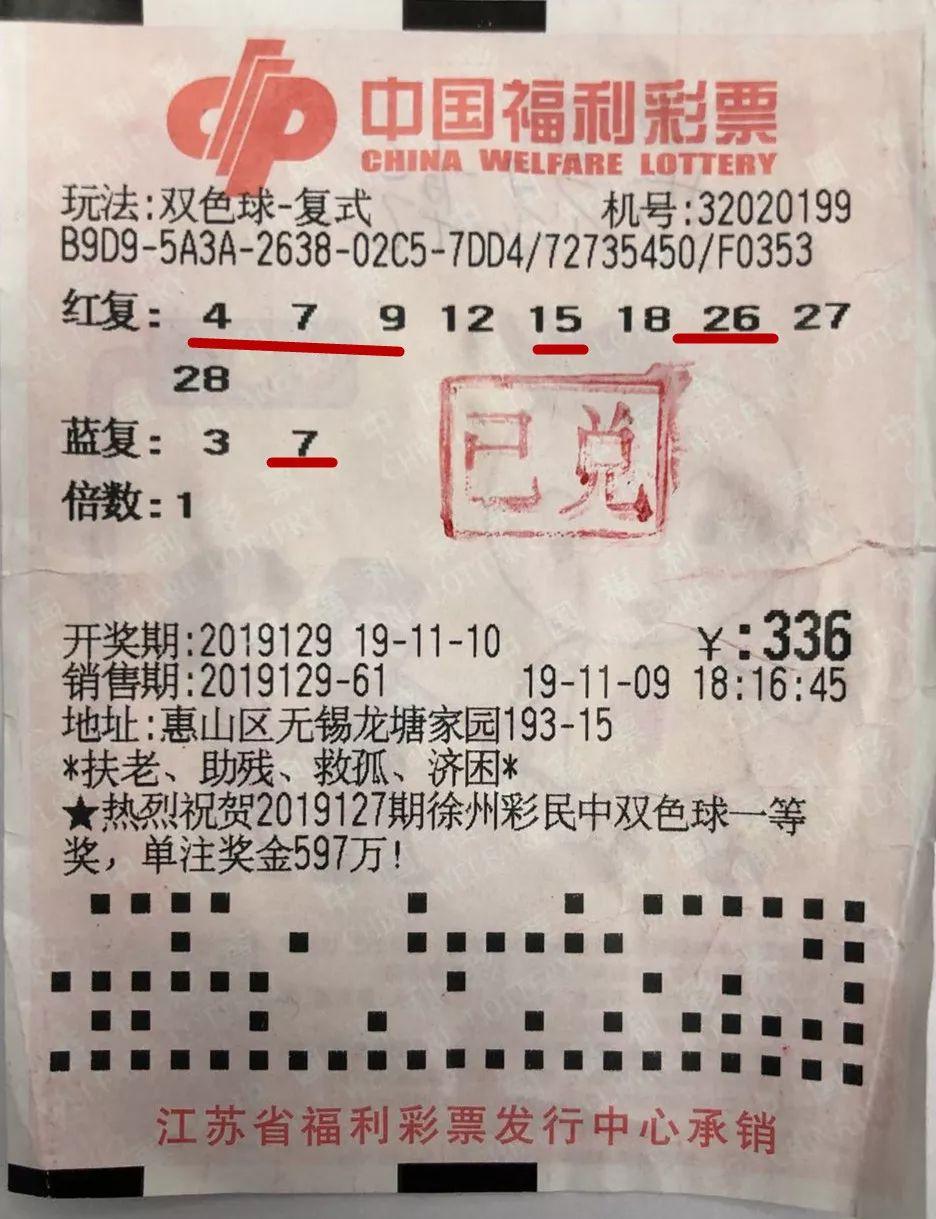 中国福利彩票
CHINA WELFARE LOTTERY
玩法:双色球-复式 机号:32020199
B9D9-5A3A-2638-02C5-7DD4/72735450/F0353
红复: 4 7 9 12 15 18 26 27
28
蓝复: 3 7
倍数:1
已兑
开奖期:2019129 19-11-10 ¥:336
销售期:2019129-61 19-11-09 18:16:45
地址:惠山区无锡龙塘家园193-15
*扶老、助残、救孤、济困*
★热烈祝贺2019127期徐州彩民中双色球一等
奖，单注奖金597万!
江苏省福利彩票发行中心承销